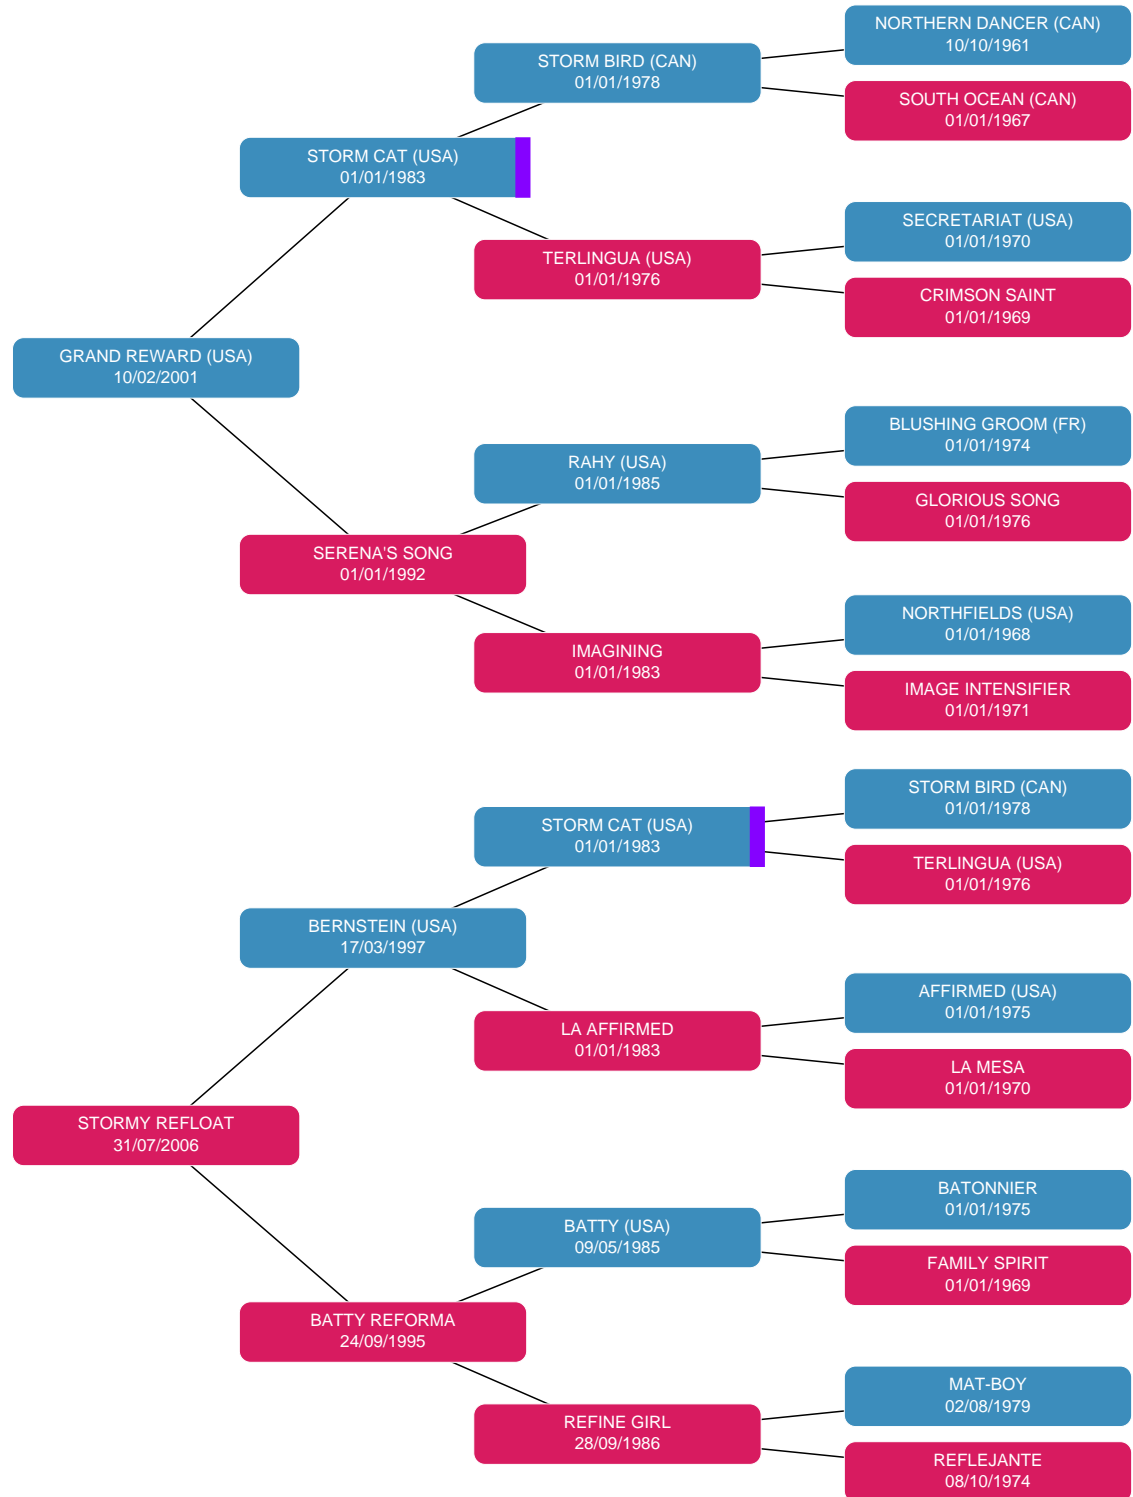 NORTHERN DANCER (CAN)
10/10/1961
STORM BIRD (CAN)
01/01/1978
SOUTH OCEAN (CAN)
01/01/1967
STORM CAT (USA)
01/01/1983
SECRETARIAT (USA)
01/01/1970
TERLINGUA (USA)
01/01/1976
CRIMSON SAINT
01/01/1969
GRAND REWARD (USA)
10/02/2001
BLUSHING GROOM (FR)
01/01/1974
RAHY (USA)
01/01/1985
GLORIOUS SONG
01/01/1976
SERENA'S SONG
01/01/1992
NORTHFIELDS (USA)
01/01/1968
IMAGINING
01/01/1983
IMAGE INTENSIFIER
01/01/1971
STORM BIRD (CAN)
01/01/1978
STORM CAT (USA)
01/01/1983
TERLINGUA (USA)
01/01/1976
BERNSTEIN (USA)
17/03/1997
AFFIRMED (USA)
01/01/1975
LA AFFIRMED
01/01/1983
LA MESA
01/01/1970
STORMY REFLOAT
31/07/2006
BATONNIER
01/01/1975
BATTY (USA)
09/05/1985
FAMILY SPIRIT
01/01/1969
BATTY REFORMA
24/09/1995
MAT-BOY
02/08/1979
REFINE GIRL
28/09/1986
REFLEJANTE
08/10/1974